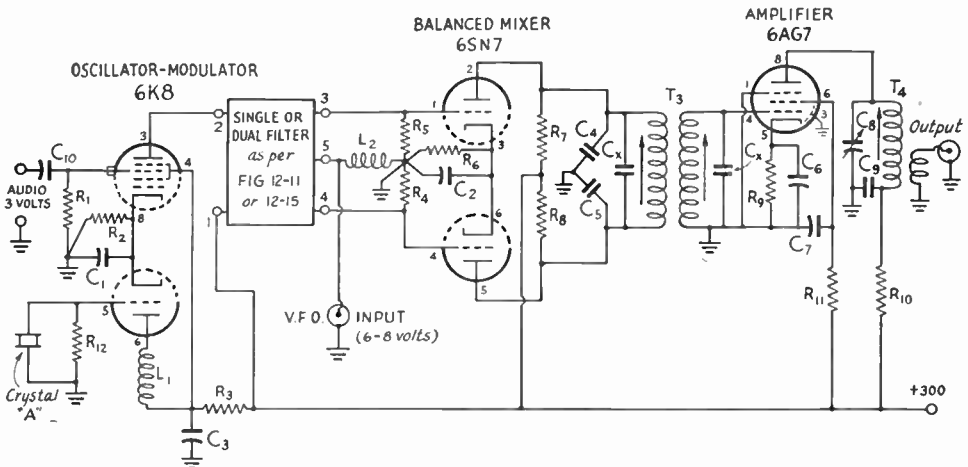 OSCILLATOR-MODULATOR
6K8
BALANCED MIXER
6SN7
AMPLIFIER
6AG7
C10
AUDIO
3 VOLTS
R1
R2
C1
3
4
8
5
6
R12
Crystal
"A"
L1
R3
C3
2
1
SINGLE OR
DUAL FILTER
as per
FIG 12-11
or 12-15
3
5
4
L2
R5
R4
R6
C2
V.F.O. INPUT
(6-8 volts)
2
1
3
6
4
5
R7
R8
C4
C5
Cx
T3
Cx
8
1
4
6
3
5
R9
C6
C7
R11
C8
C9
T4
R10
Output
+300